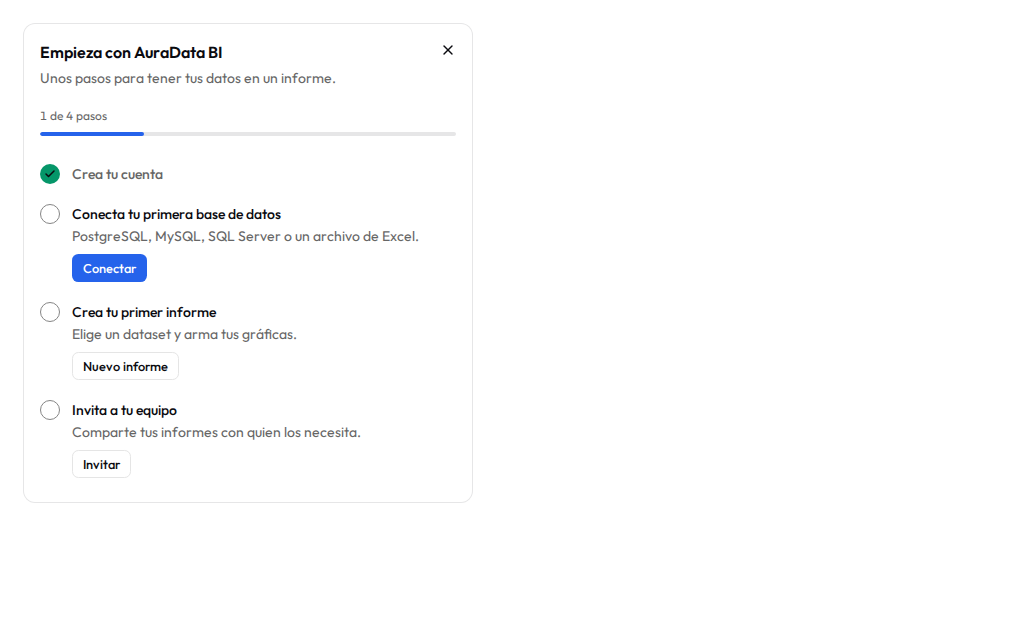 Empieza con AuraData BI
Unos pasos para tener tus datos en un informe.
1 de 4 pasos
Crea tu cuenta
Conecta tu primera base de datos
PostgreSQL, MySQL, SQL Server o un archivo de Excel.
Conectar
Crea tu primer informe
Elige un dataset y arma tus gráficas.
Nuevo informe
Invita a tu equipo
Comparte tus informes con quien los necesita.
Invitar